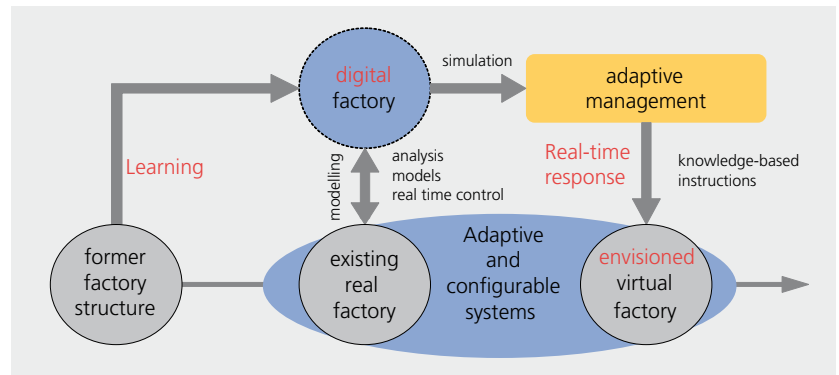 digital
factory
simulation
adaptive
management
Learning
modelling
analysis
models
real time control
Real-time
response
knowledge-based
instructions
former
factory
structure
existing
real
factory
Adaptive
and
configurable
systems
envisioned
virtual
factory